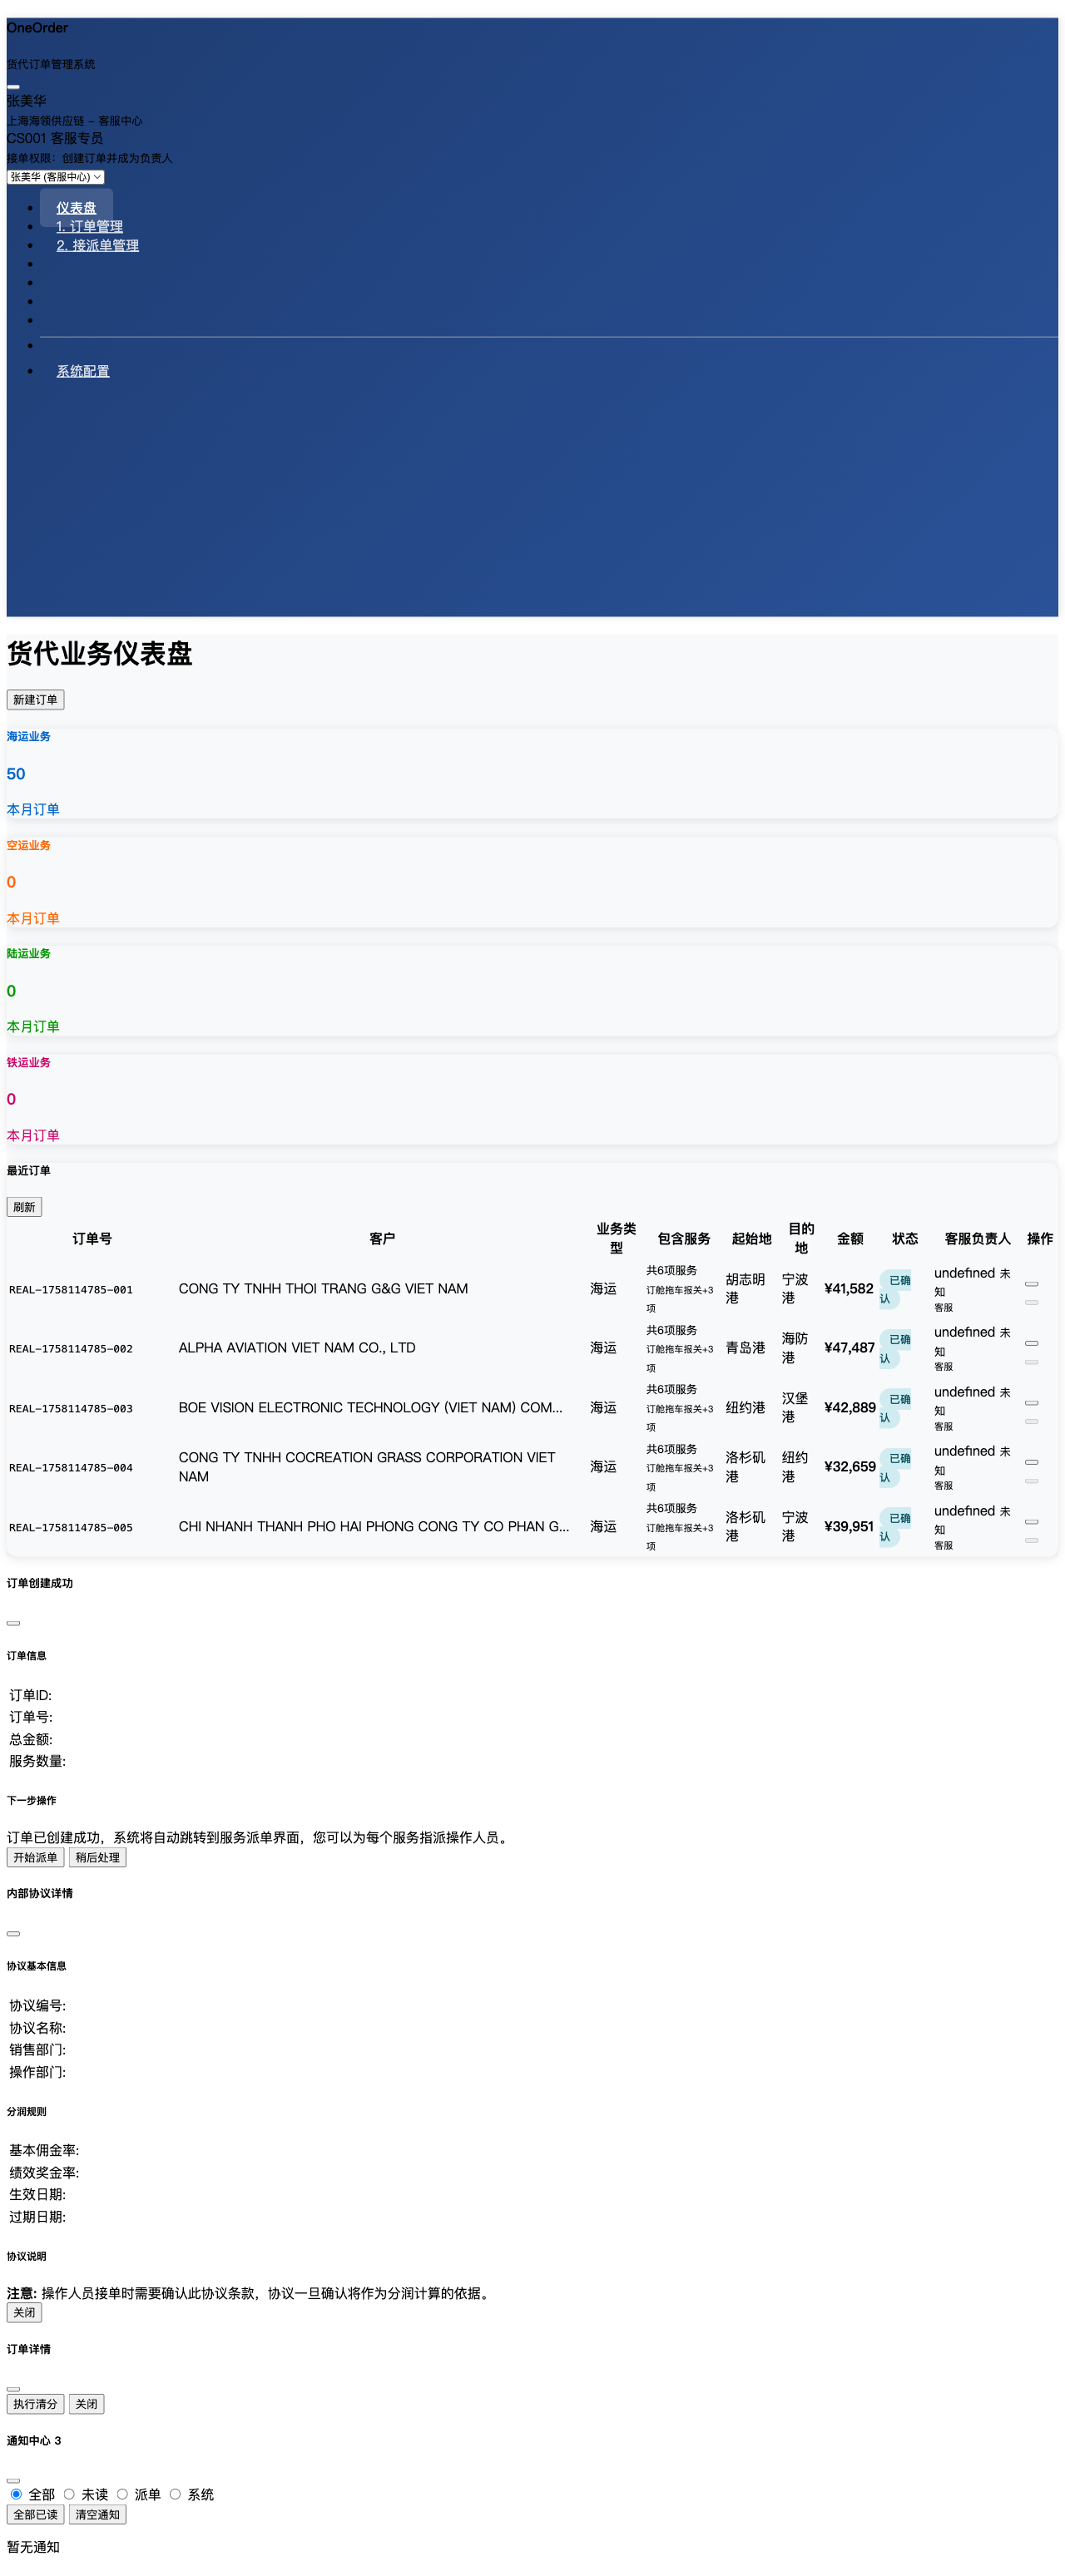 OneOrder
货代订单管理系统
张美华
上海海领供应链 – 客服中心
CS001 客服专员
接单权限：创建订单并成为负责人
张美华 (客服中心)
仪表盘
1. 订单管理
2. 接派单管理
系统配置
货代业务仪表盘
新建订单
海运业务
50
本月订单
空运业务
0
本月订单
陆运业务
0
本月订单
铁运业务
0
本月订单
最近订单
刷新
订单号 客户 业务类型 包含服务 起始地 目的地 金额 状态 客服负责人 操作
REAL-1758114785-001 CONG TY TNHH THOI TRANG G&G VIET NAM 海运 共6项服务 订舱拖车报关+3项 胡志明港 宁波港 ¥41,582 已确认 undefined 未知 客服
REAL-1758114785-002 ALPHA AVIATION VIET NAM CO., LTD 海运 共6项服务 订舱拖车报关+3项 青岛港 海防港 ¥47,487 已确认 undefined 未知 客服
REAL-1758114785-003 BOE VISION ELECTRONIC TECHNOLOGY (VIET NAM) COM... 海运 共6项服务 订舱拖车报关+3项 纽约港 汉堡港 ¥42,889 已确认 undefined 未知 客服
REAL-1758114785-004 CONG TY TNHH COCREATION GRASS CORPORATION VIET NAM 海运 共6项服务 订舱拖车报关+3项 洛杉矶港 纽约港 ¥32,659 已确认 undefined 未知 客服
REAL-1758114785-005 CHI NHANH THANH PHO HAI PHONG CONG TY CO PHAN G... 海运 共6项服务 订舱拖车报关+3项 洛杉矶港 宁波港 ¥39,951 已确认 undefined 未知 客服
订单创建成功
订单信息
订单ID:
订单号:
总金额:
服务数量:
下一步操作
订单已创建成功，系统将自动跳转到服务派单界面，您可以为每个服务指派操作人员。
开始派单 稍后处理
内部协议详情
协议基本信息
协议编号:
协议名称:
销售部门:
操作部门:
分润规则
基本佣金率:
绩效奖金率:
生效日期:
过期日期:
协议说明
注意: 操作人员接单时需要确认此协议条款，协议一旦确认将作为分润计算的依据。
关闭
订单详情
执行清分 关闭
通知中心 3
全部 未读 派单 系统
全部已读 清空通知
暂无通知